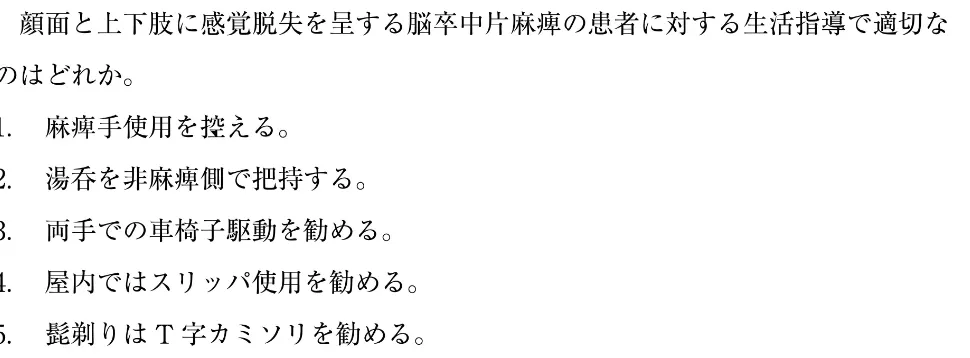 顔面と上下肢に感覚脱失を呈する脳卒中片麻痺の患者に対する生活指導で適切な
のはどれか。
1. 麻痺手使用を控える。
2. 湯呑を非麻痺側で把持する。
3. 両手での車椅子駆動を勧める。
4. 屋内ではスリッパ使用を勧める。
5. 髭剃りはT字カミソリを勧める。